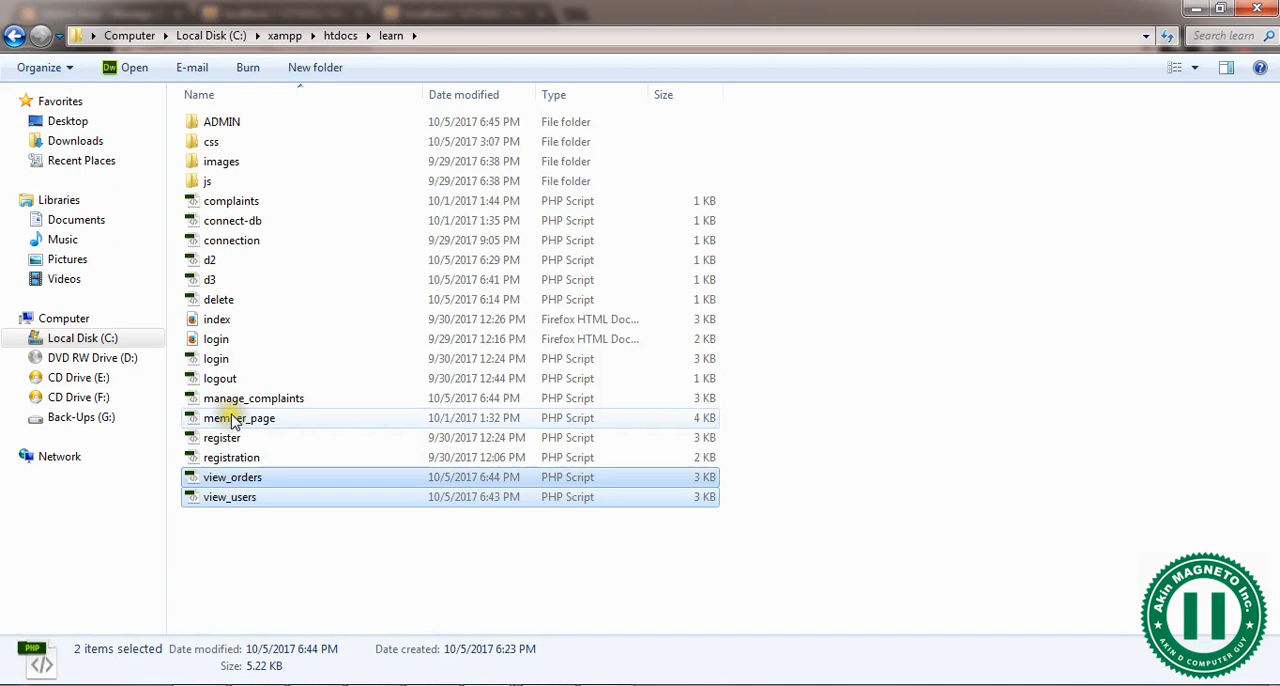 Computer Local Disk (C:) xampp htdocs learn Search learn
Organize Dw Open E-mail Burn New folder
Name Date modified Type Size
Favorites
Desktop
Downloads
Recent Places
Libraries
Documents
Music
Pictures
Videos
Computer
Local Disk (C:)
DVD RW Drive (D:)
CD Drive (E:)
CD Drive (F:)
Back-Ups (G:)
Network
ADMIN 10/5/2017 6:45 PM File folder
css 10/5/2017 3:07 PM File folder
images 9/29/2017 6:38 PM File folder
js 9/29/2017 6:38 PM File folder
complaints 10/1/2017 1:44 PM PHP Script 1 KB
connect-db 10/1/2017 1:35 PM PHP Script 1 KB
connection 9/29/2017 9:05 PM PHP Script 1 KB
d2 10/5/2017 6:29 PM PHP Script 1 KB
d3 10/5/2017 6:41 PM PHP Script 1 KB
delete 10/5/2017 6:14 PM PHP Script 1 KB
index 9/30/2017 12:26 PM Firefox HTML Doc... 3 KB
login 9/29/2017 12:16 PM Firefox HTML Doc... 2 KB
login 9/30/2017 12:24 PM PHP Script 3 KB
logout 9/30/2017 12:44 PM PHP Script 1 KB
manage_complaints 10/5/2017 6:44 PM PHP Script 3 KB
member_page 10/1/2017 1:32 PM PHP Script 4 KB
register 9/30/2017 12:24 PM PHP Script 3 KB
registration 9/30/2017 12:06 PM PHP Script 2 KB
view_orders 10/5/2017 6:44 PM PHP Script 3 KB
view_users 10/5/2017 6:43 PM PHP Script 3 KB
PHP
2 items selected Date modified: 10/5/2017 6:44 PM Date created: 10/5/2017 6:23 PM
Size: 5.22 KB
Akin MAGNETO Inc.
AKIN D COMPUTER GUY